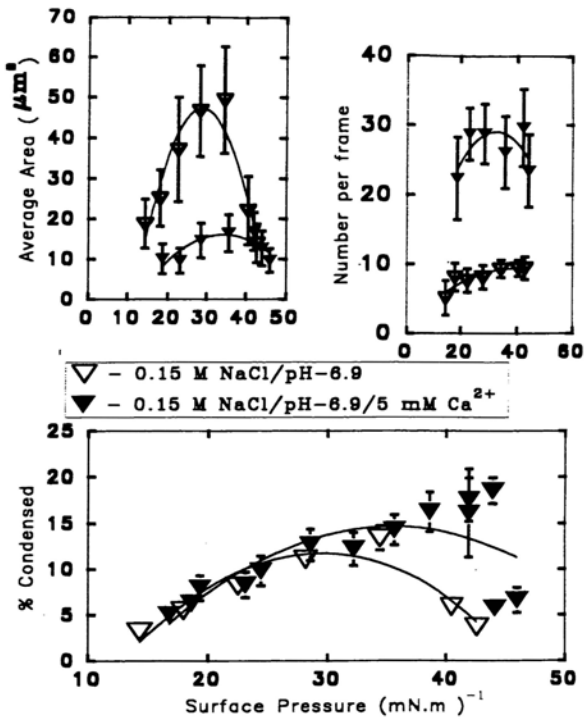 70
60
50
40
30
20
10
0
Average Area (μm²)
0 10 20 30 40 50
40
30
20
10
0
Number per frame
0 20 40 60
▽ - 0.15 M NaCl/pH-6.9
▼ - 0.15 M NaCl/pH-6.9/5 mM Ca²⁺
25
20
15
10
5
0
% Condensed
10 20 30 40 50
Surface Pressure (mN.m)⁻¹